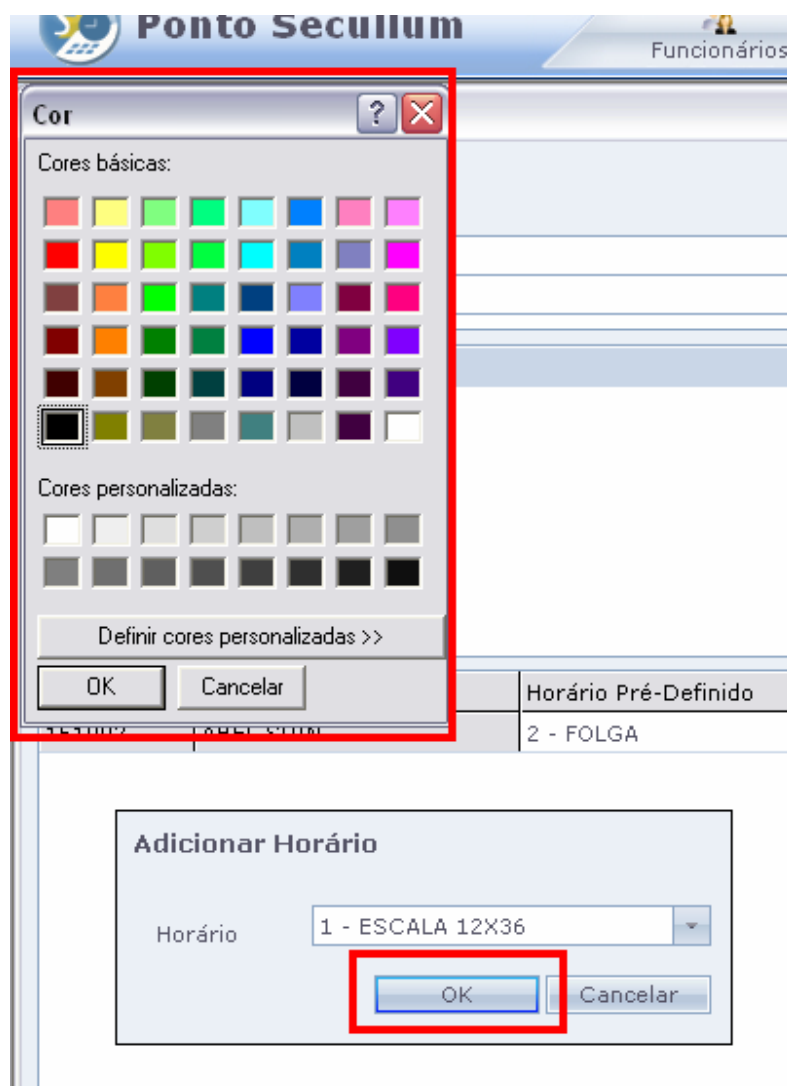 Ponto Secullum
Funcionários
Cor
Cores básicas:
Cores personalizadas:
Definir cores personalizadas >>
OK
Cancelar
Horário Pré-Definido
2 - FOLGA
Adicionar Horário
Horário
1 - ESCALA 12X36
OK
Cancelar